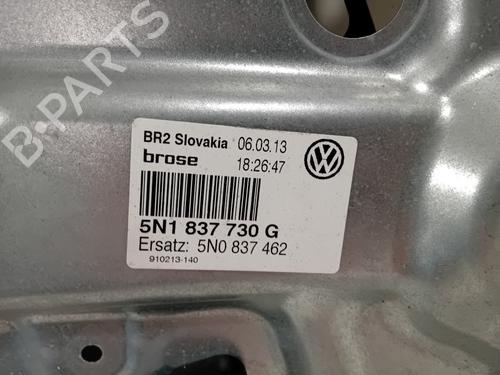 BR2 Slovakia 06.03.13
brose 18:26:47
5N1 837 730 G
Ersatz: 5N0 837 462
910213-140
B-PARTS